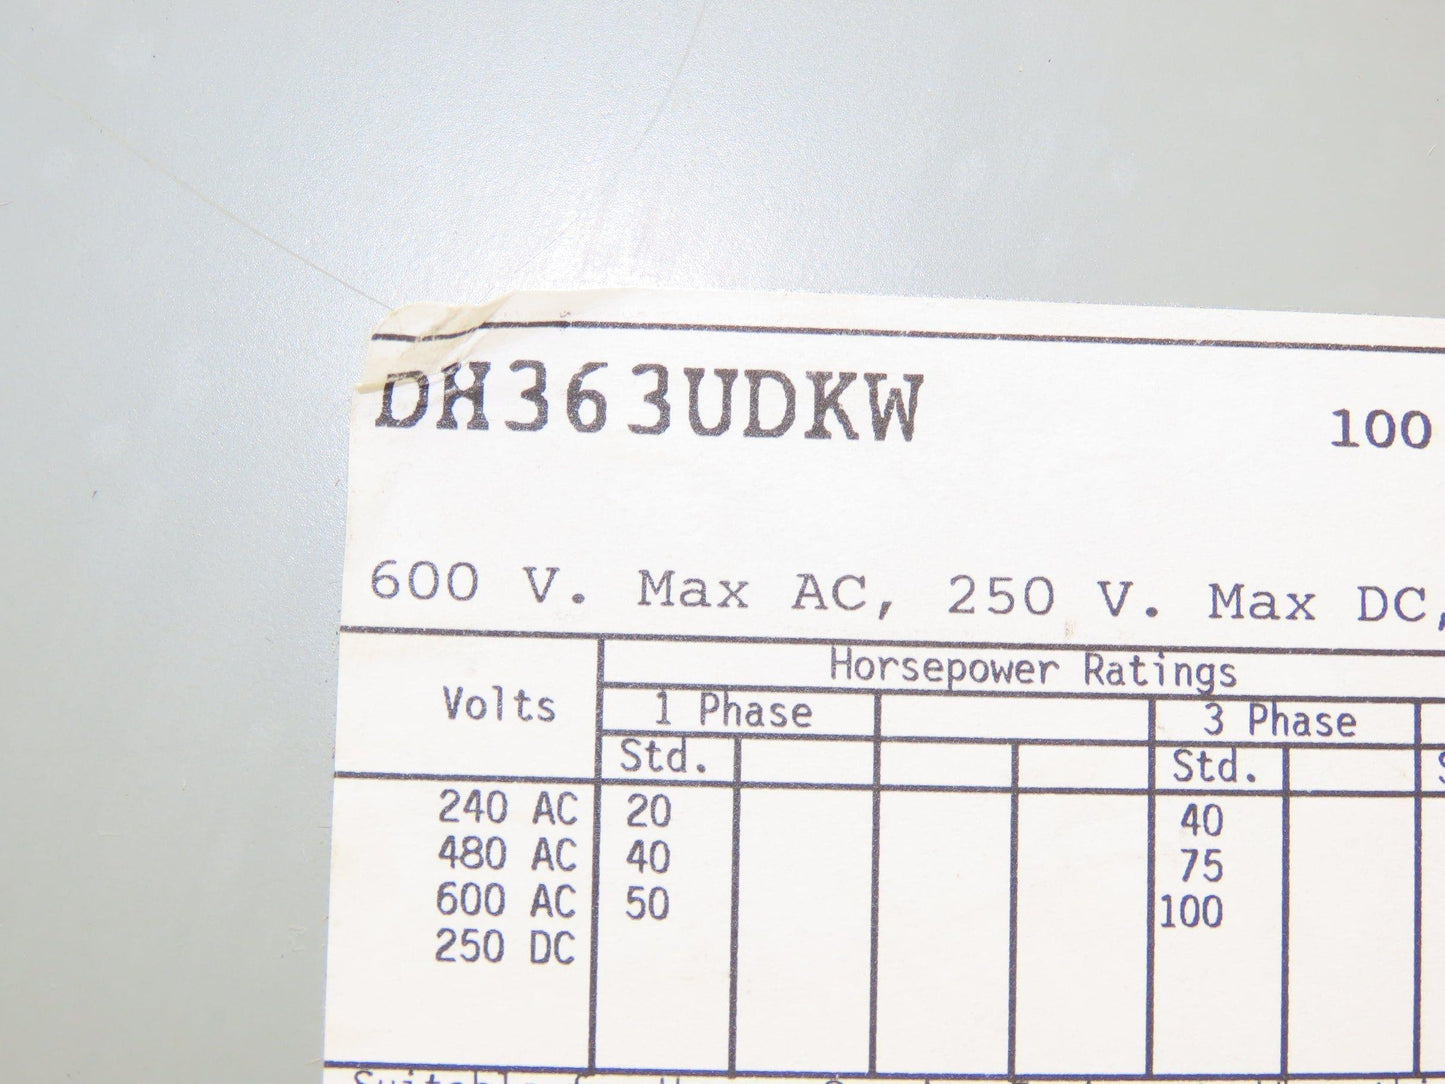 DH363UDKW 100
600 V. Max AC, 250 V. Max DC,
Horsepower Ratings
Volts 1 Phase 3 Phase
Std. Std.
240 AC 20 40
480 AC 40 75
600 AC 50 100
250 DC